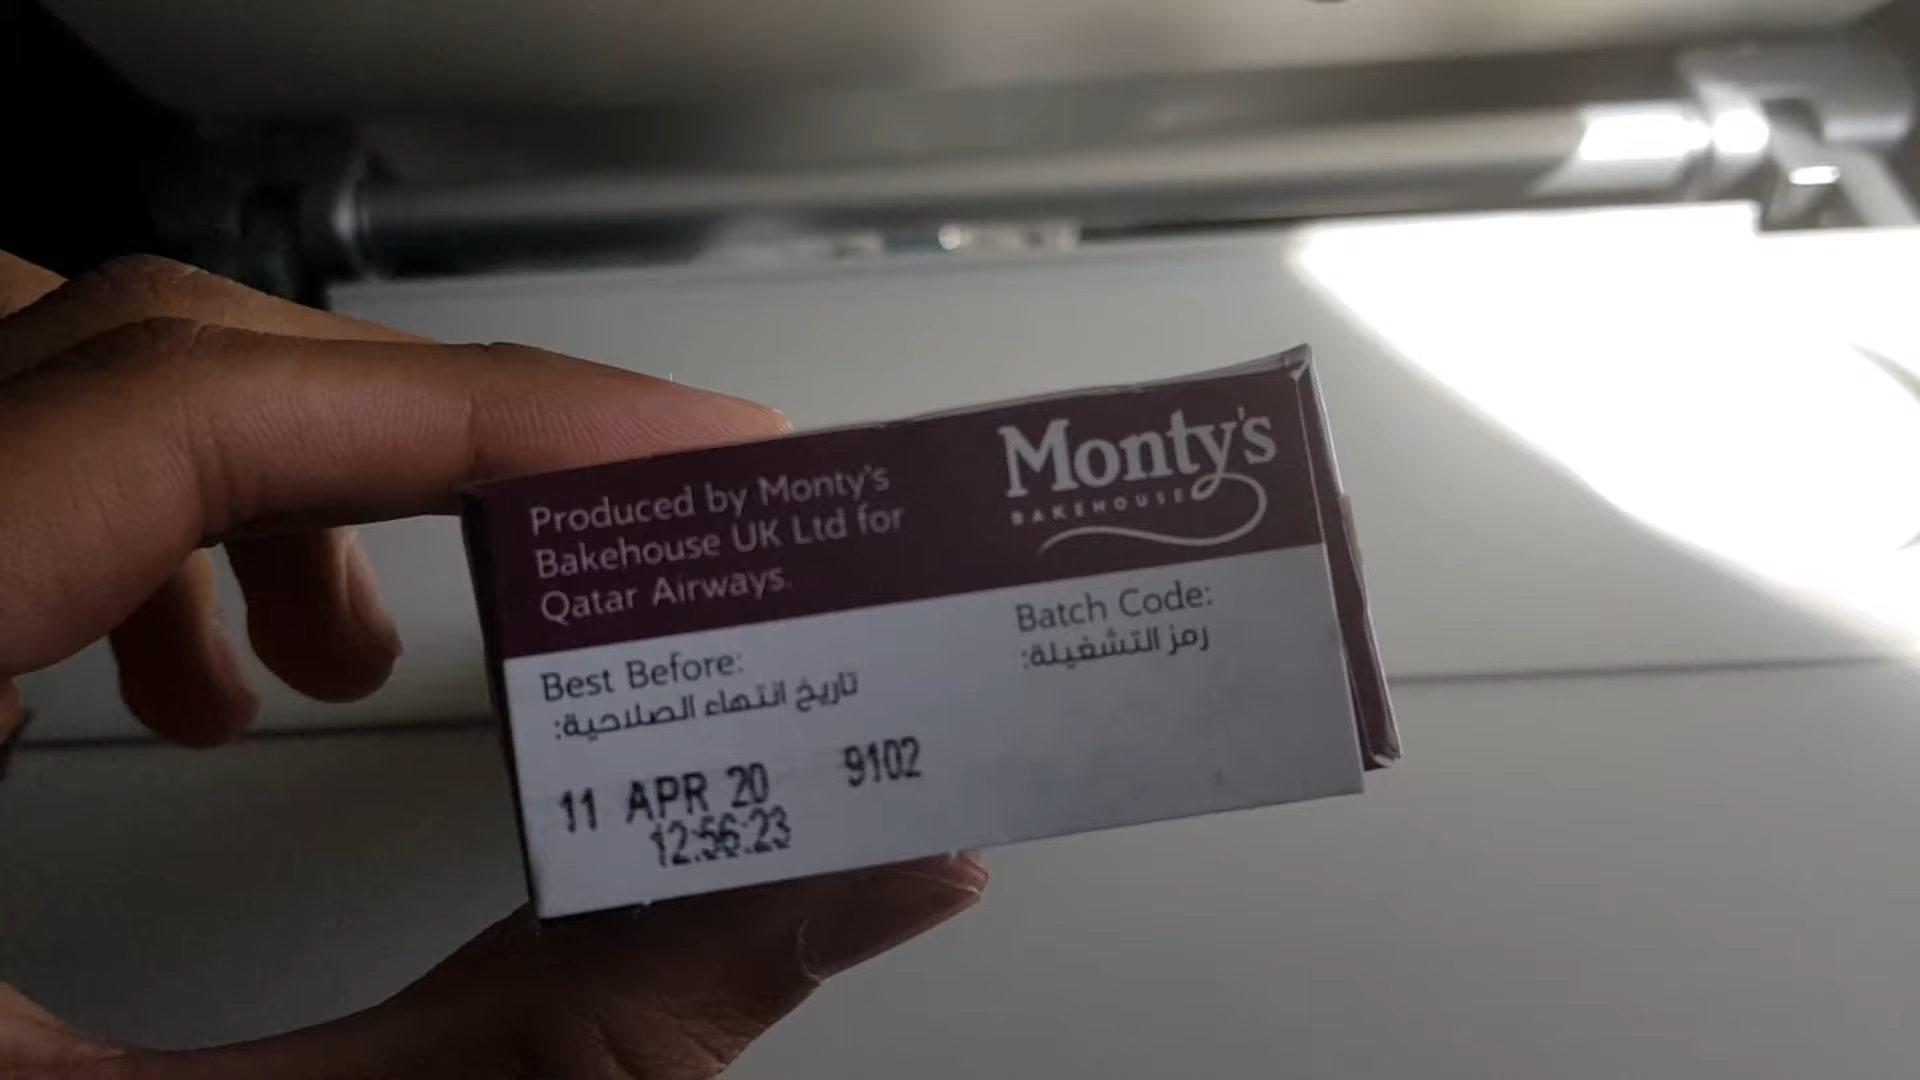 Produced by Monty's
Bakehouse UK Ltd for
Qatar Airways.
Monty's
BAKEHOUSE
Best Before:
تاريخ انتهاء الصلاحية:
11 APR 20 9102
12:56:23
Batch Code:
رمز التشغيلة: